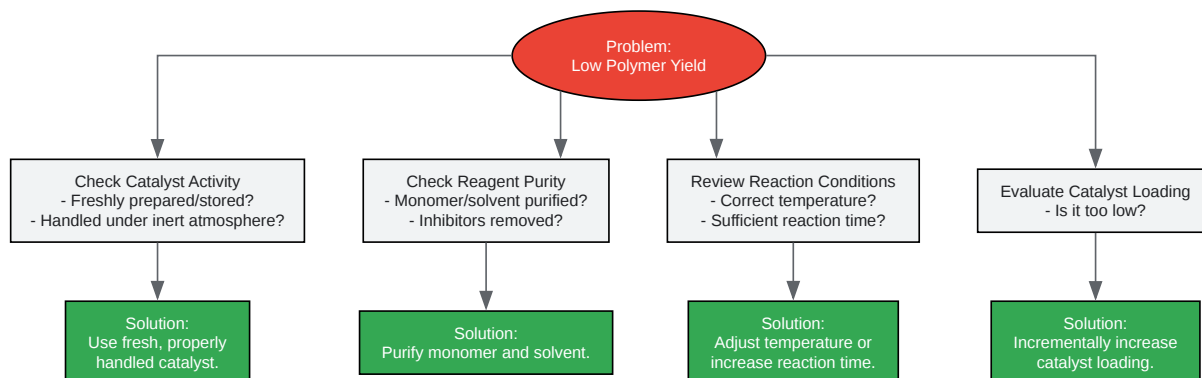 Problem:
Low Polymer Yield
Check Catalyst Activity
- Freshly prepared/stored?
- Handled under inert atmosphere?
Check Reagent Purity
- Monomer/solvent purified?
- Inhibitors removed?
Review Reaction Conditions
- Correct temperature?
- Sufficient reaction time?
Evaluate Catalyst Loading
- Is it too low?
Solution:
Use fresh, properly
handled catalyst.
Solution:
Purify monomer and solvent.
Solution:
Adjust temperature or
increase reaction time.
Solution:
Incrementally increase
catalyst loading.